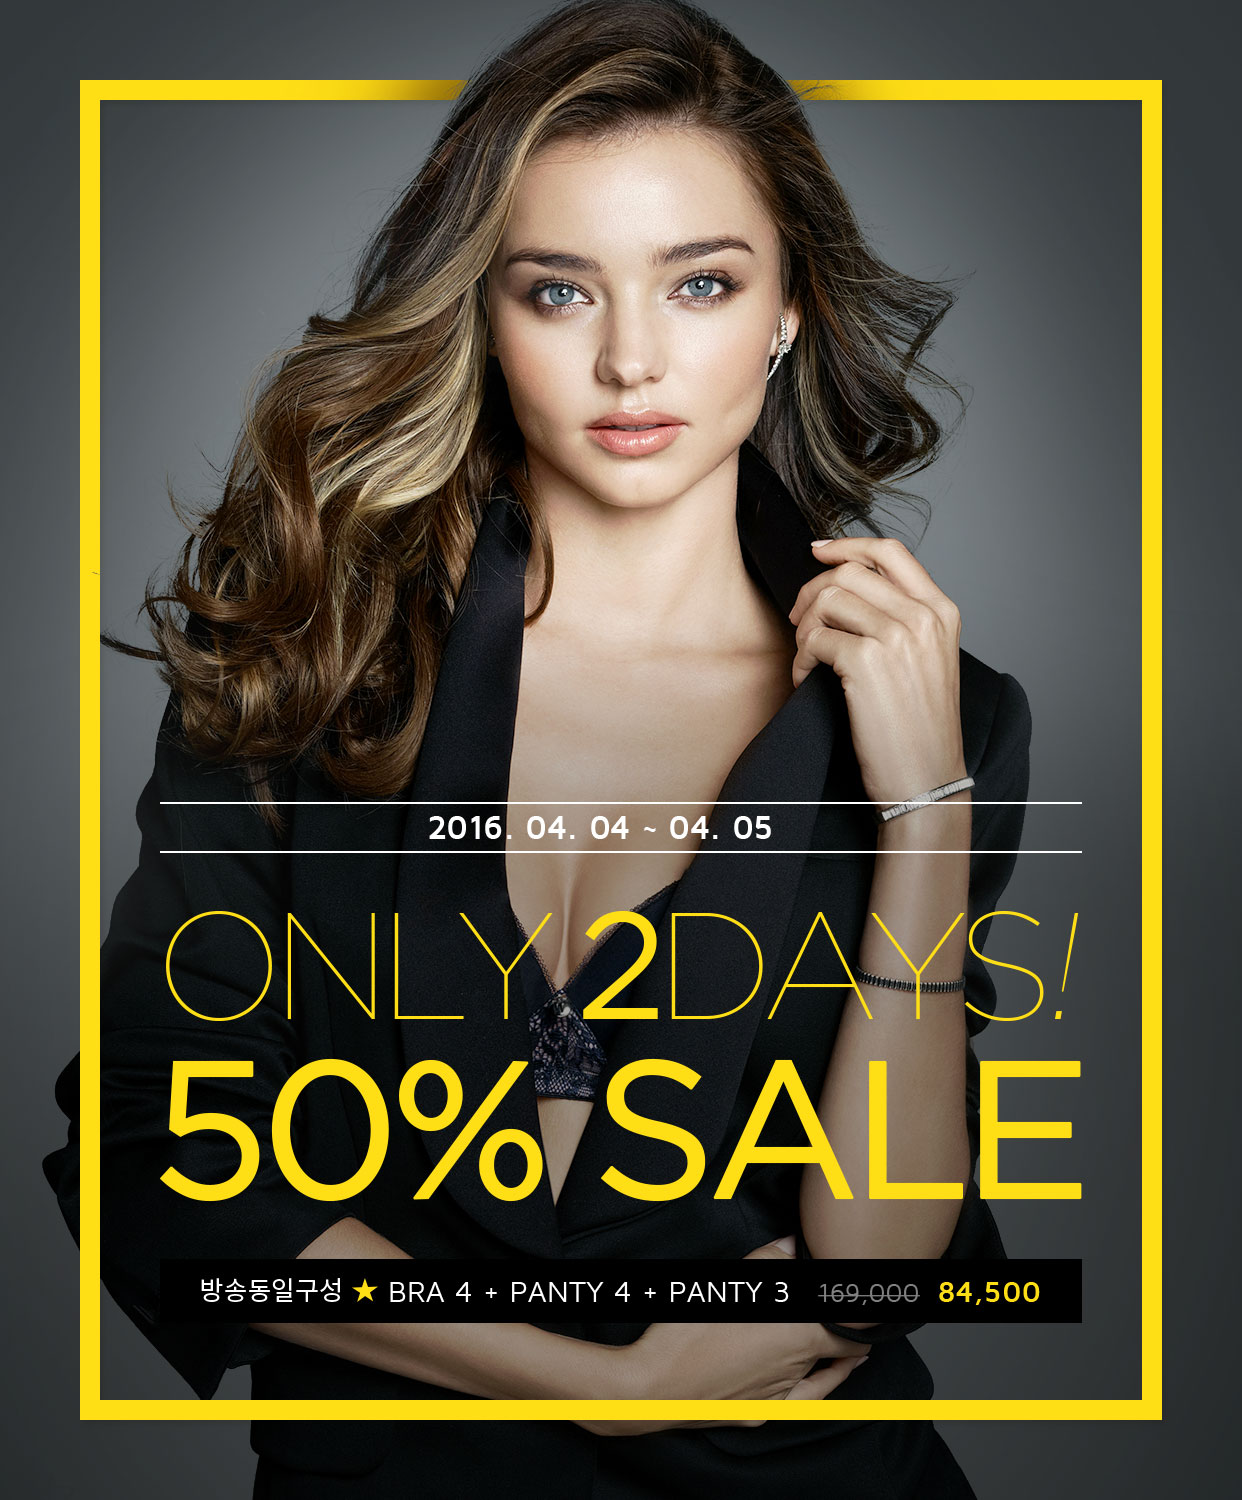 2016. 04. 04 ~ 04. 05
ONLY 2DAYS!
50% SALE
방송동일구성 ★ BRA 4 + PANTY 4 + PANTY 3 169,000 84,500